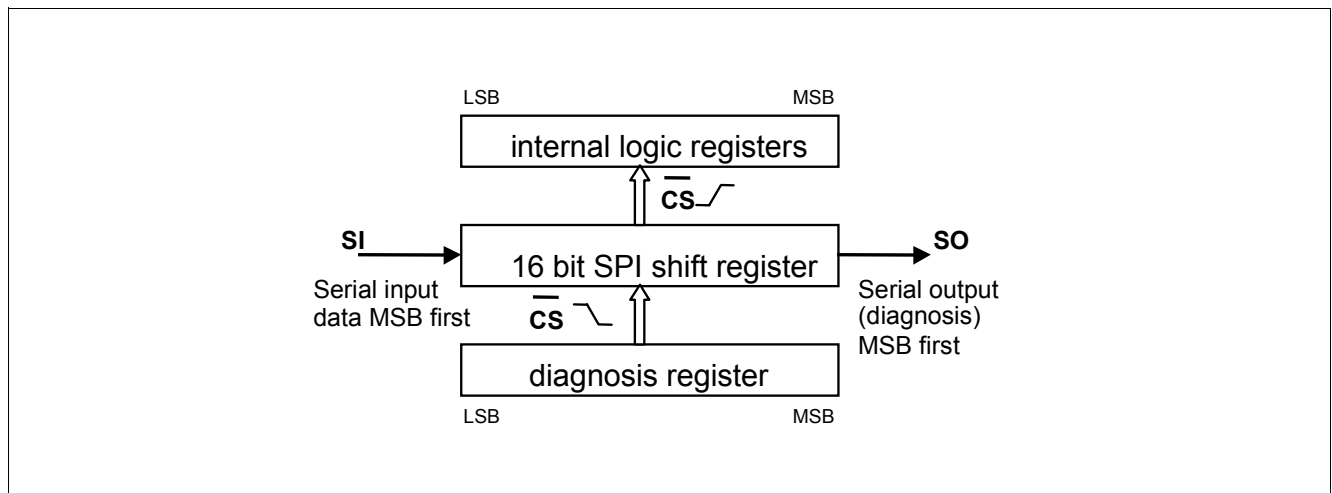 LSB MSB
internal logic registers
CS
SI SO
16 bit SPI shift register
Serial input
data MSB first
CS
Serial output
(diagnosis)
MSB first
diagnosis register
LSB MSB